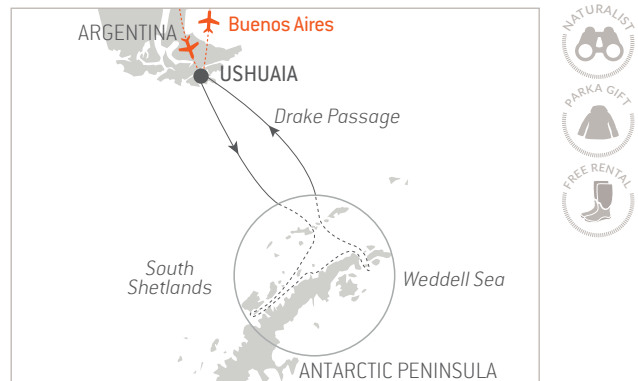 ARGENTINA
Buenos Aires
USHUAIA
Drake Passage
South
Shetlands
Weddell Sea
ANTARCTIC PENINSULA
NATURALIST
PARKA GIFT
FREE RENTAL